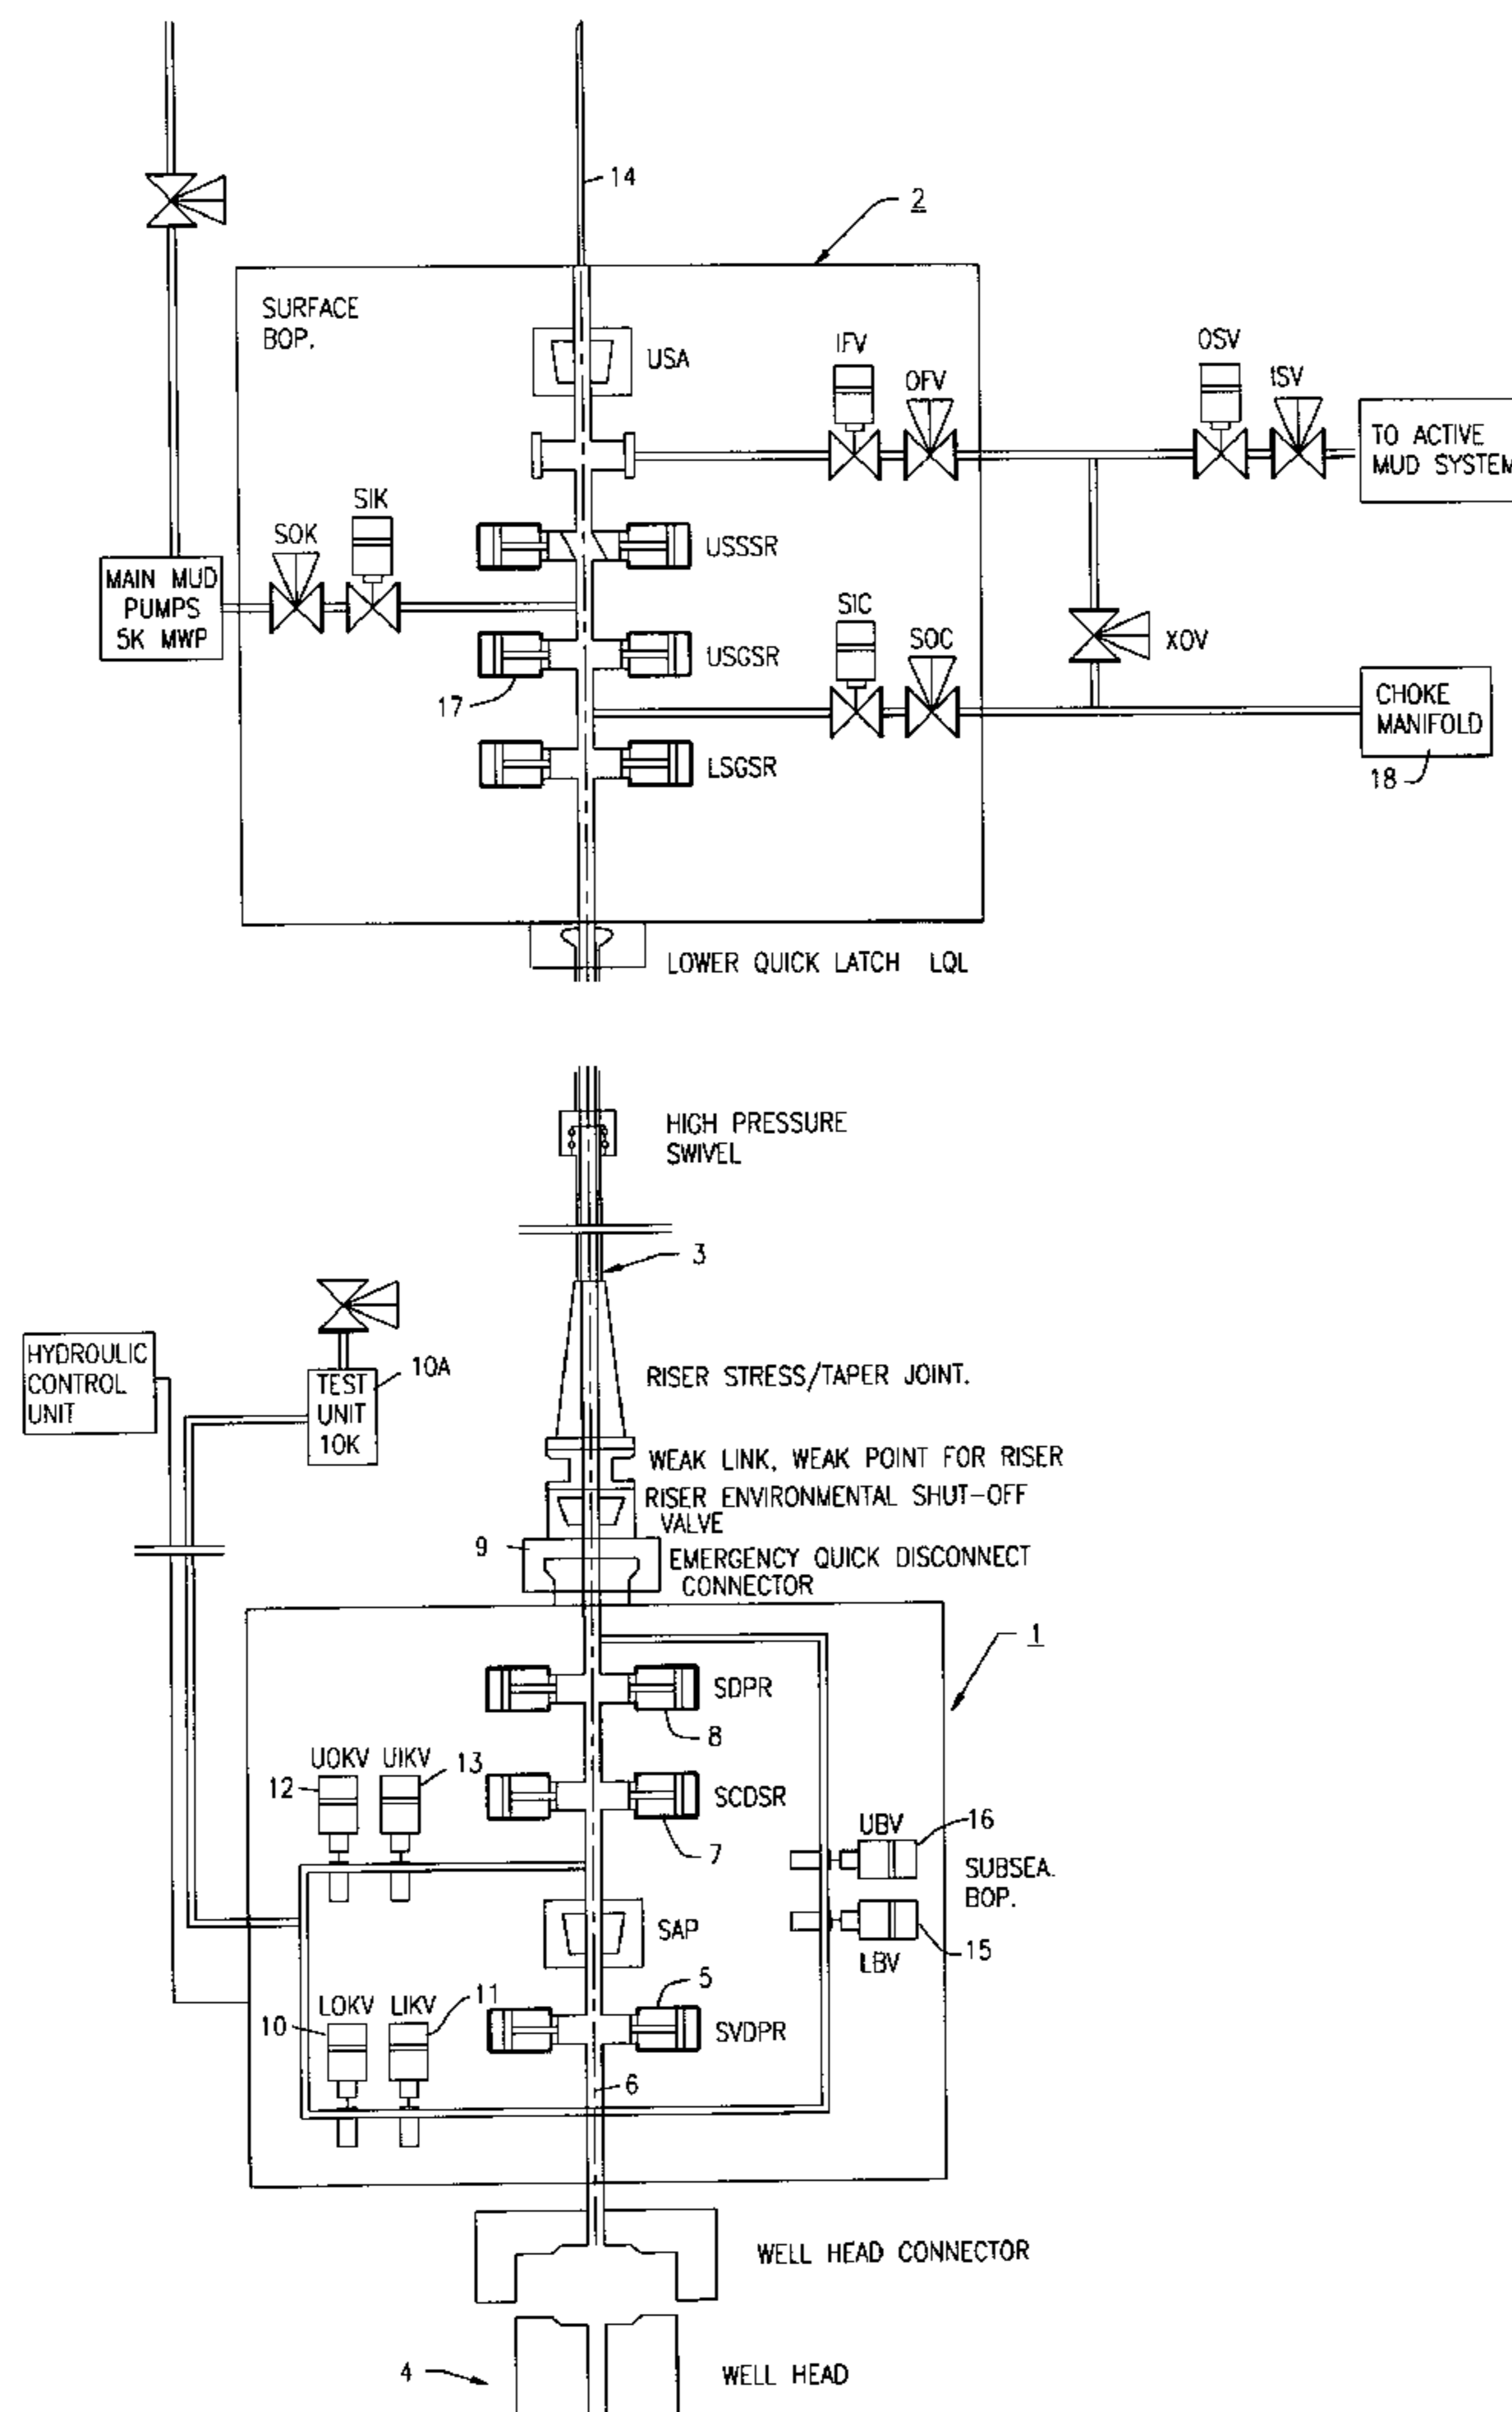 14
2
SURFACE
BOP.
USA
IFV
OFV
OSV
ISV
TO ACTIVE
MUD SYSTEM
SIK
SOK
USSSR
MAIN MUD
PUMPS
5K MWP
SIC
SOC
XOV
USGSR
17
CHOKE
MANIFOLD
18
LSGSR
LOWER QUICK LATCH LQL
HIGH PRESSURE
SWIVEL
3
HYDROULIC
CONTROL
UNIT
TEST
UNIT
10K
10A
RISER STRESS/TAPER JOINT.
WEAK LINK, WEAK POINT FOR RISER
RISER ENVIRONMENTAL SHUT-OFF
VALVE
9
EMERGENCY QUICK DISCONNECT
CONNECTOR
1
SDPR
8
UOKV
UIKV
13
12
SCDSR
7
UBV
16
SUBSEA.
BOP.
SAP
15
LBV
5
LOKV
LIKV
11
10
SVDPR
6
WELL HEAD CONNECTOR
4
WELL HEAD